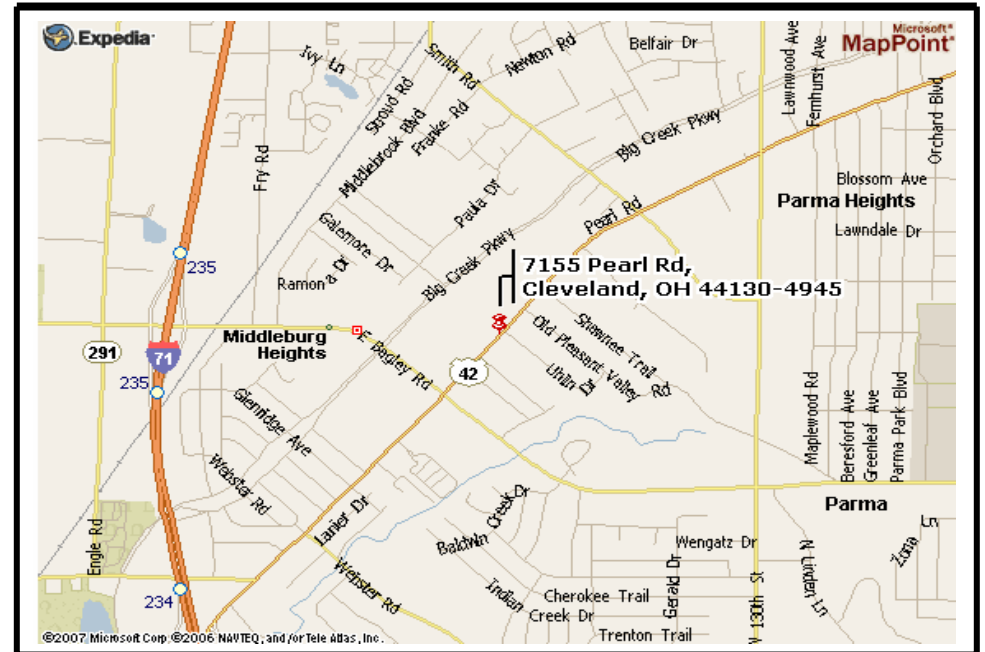 Expedia
Microsoft®
MapPoint
Ivy Ln
Smith Rd
Newton Rd
Belfair Dr
Lawnwood Ave
Fernhurst Ave
Orchard Blvd
Stroud Rd
Franke Rd
Middlebrook Blvd
Big Creek Pkwy
Fry Rd
Paula Dr
Pearl Rd
Blossom Ave
Parma Heights
Lawndale Dr
Galemore Dr
Big Creek Pkwy
235
Ramona Dr
7155 Pearl Rd,
Cleveland, OH 44130-4945
Middleburg
Heights
E Bagley Rd
291
71
42
Shawnee Trail
Old Pleasant Valley Rd
Uhlin Dr
235
Glenridge Ave
Maplewood Rd
Beresford Ave
Greenleaf Ave
Parma Park Blvd
Webster Rd
Lanier Dr
Baldwin Creek Dr
Parma
Engle Rd
Webster Rd
Wengatz Dr
Ln
Zona
N Linden Ln
Gerald Dr
W 130th St
Indian
Creek Dr
Cherokee Trail
Trenton Trail
234
©2007 Microsoft Corp ©2006 NAVTEQ, and/or Tele Atlas, Inc.